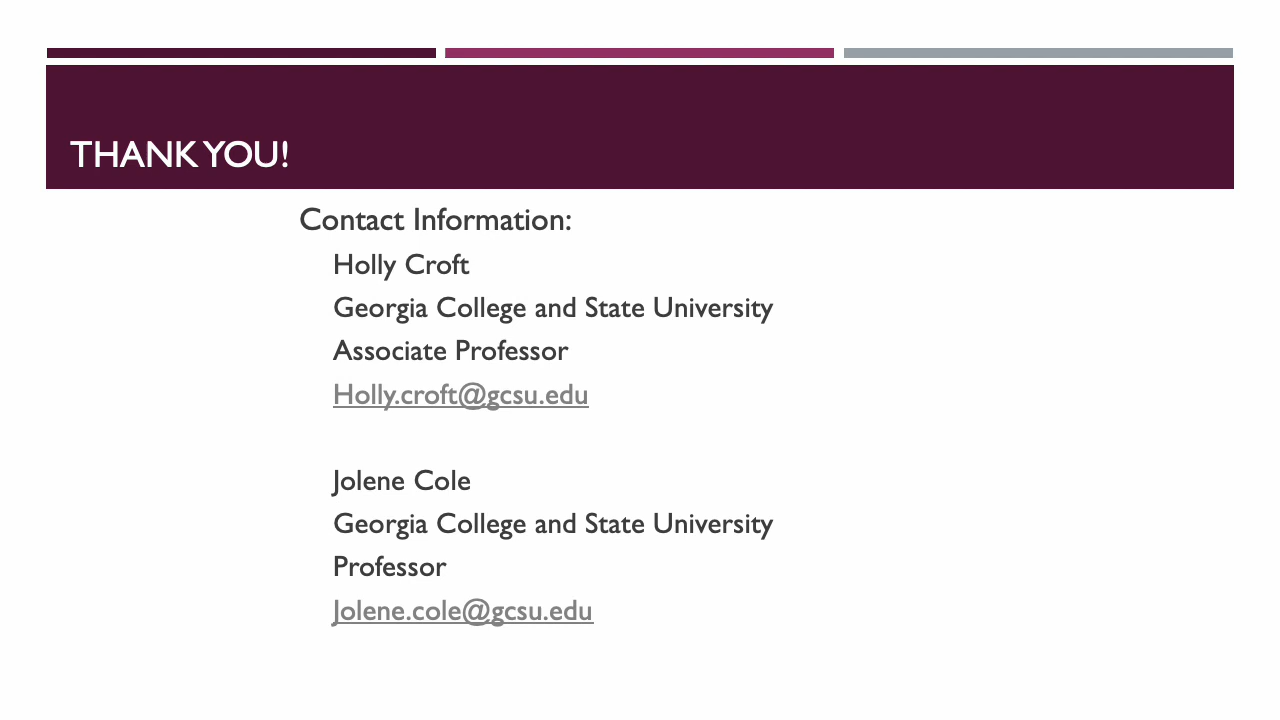 THANK YOU!
Contact Information:
Holly Croft
Georgia College and State University
Associate Professor
Holly.croft@gcsu.edu
Jolene Cole
Georgia College and State University
Professor
Jolene.cole@gcsu.edu